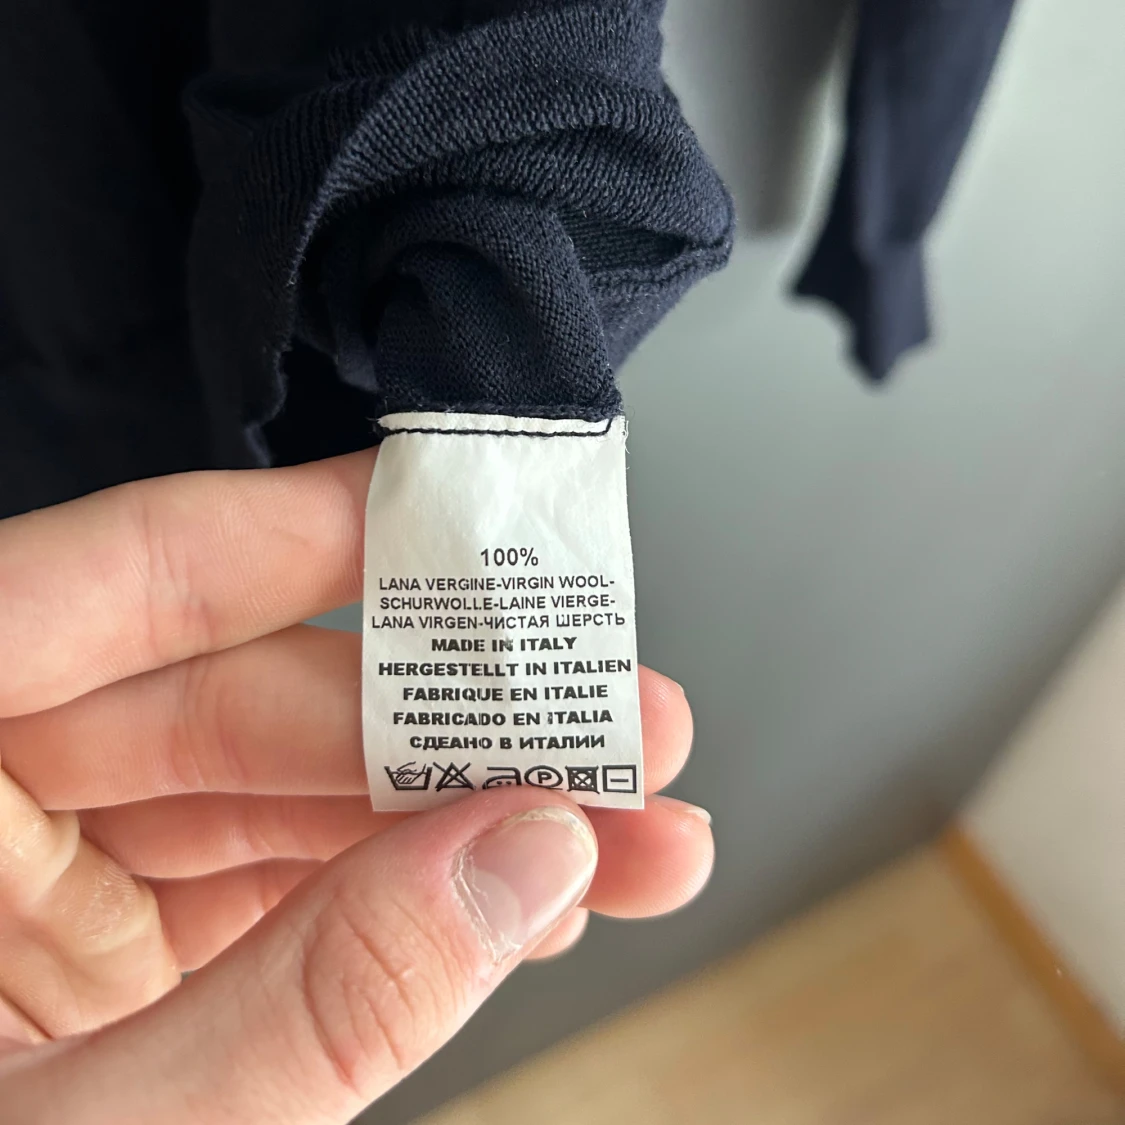 100%
LANA VERGINE-VIRGIN WOOL-
SCHURWOLLE-LAINE VIERGE-
LANA VIRGEN-ЧИСТАЯ ШЕРСТЬ
MADE IN ITALY
HERGESTELLT IN ITALIEN
FABRIQUE EN ITALIE
FABRICADO EN ITALIA
СДЕАНО В ИТАЛИИ
P